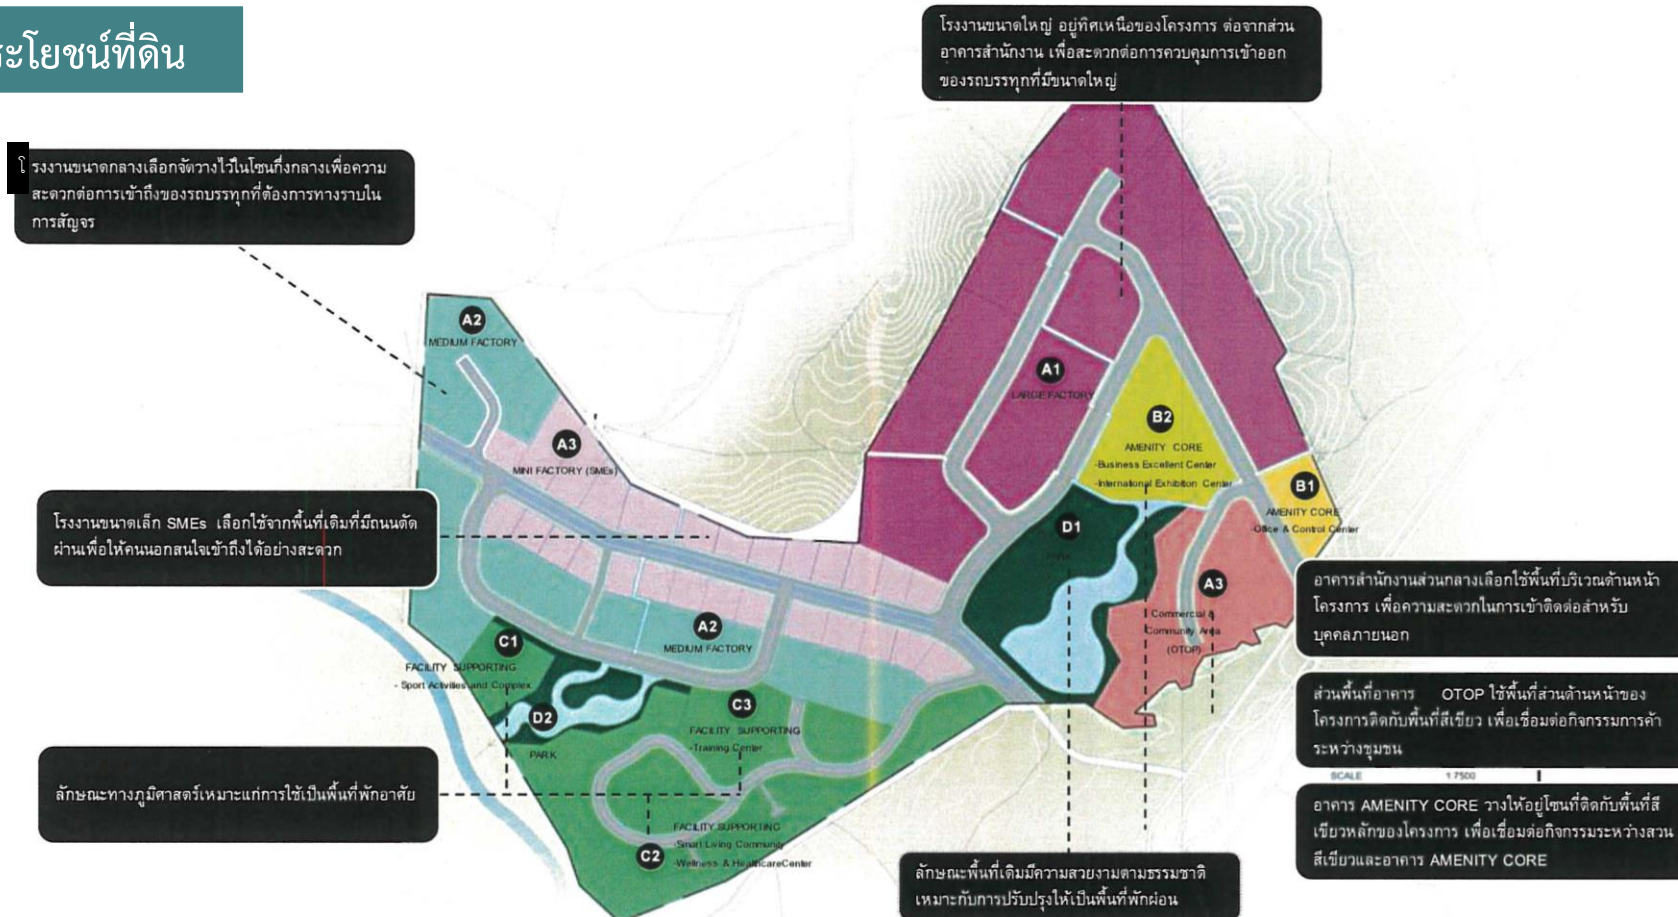 ระโยชน์ที่ดิน
โรงงานขนาดใหญ่ อยู่ทิศเหนือของโครงการ ต่อจากส่วน
อาคารสำนักงาน เพื่อสะดวกต่อการควบคุมการเข้าออก
ของรถบรรทุกที่มีขนาดใหญ่
โรงงานขนาดกลางเลือกจัดวางไว้ในโซนกึ่งกลางเพื่อความ
สะดวกต่อการเข้าถึงของรถบรรทุกที่ต้องการทางราบใน
การสัญจร
A2
MEDIUM FACTORY
A1
LARGE FACTORY
A3
MINI FACTORY (SMEs)
B2
AMENITY CORE
-Business Excellent Center
-International Exhibition Center
B1
AMENITY CORE
-Office & Control Center
โรงงานขนาดเล็ก SMEs เลือกใช้จากพื้นที่เดิมที่มีถนนตัด
ผ่านเพื่อให้คนนอกสนใจเข้าถึงได้อย่างสะดวก
D1
A3
Commercial &
Community Area
(OTOP)
อาคารสำนักงานส่วนกลางเลือกใช้พื้นที่บริเวณด้านหน้า
โครงการ เพื่อความสะดวกในการเข้าติดต่อสำหรับ
บุคคลภายนอก
A2
MEDIUM FACTORY
C1
FACILITY SUPPORTING
- Sport Activities and Complex
D2
PARK
C3
FACILITY SUPPORTING
-Training Center
ส่วนพื้นที่อาคาร OTOP ใช้พื้นที่ส่วนด้านหน้าของ
โครงการติดกับพื้นที่สีเขียว เพื่อเชื่อมต่อกิจกรรมการค้า
ระหว่างชุมชน
SCALE 1:7500
ลักษณะทางภูมิศาสตร์เหมาะแก่การใช้เป็นพื้นที่พักอาศัย
C2
FACILITY SUPPORTING
-Smart Living Community
-Wellness & HealthcareCenter
อาคาร AMENITY CORE วางให้อยู่โซนที่ติดกับพื้นที่สี
เขียวหลักของโครงการ เพื่อเชื่อมต่อกิจกรรมระหว่างสวน
สีเขียวและอาคาร AMENITY CORE
ลักษณะพื้นที่เดิมมีความสวยงามตามธรรมชาติ
เหมาะกับการปรับปรุงให้เป็นพื้นที่พักผ่อน